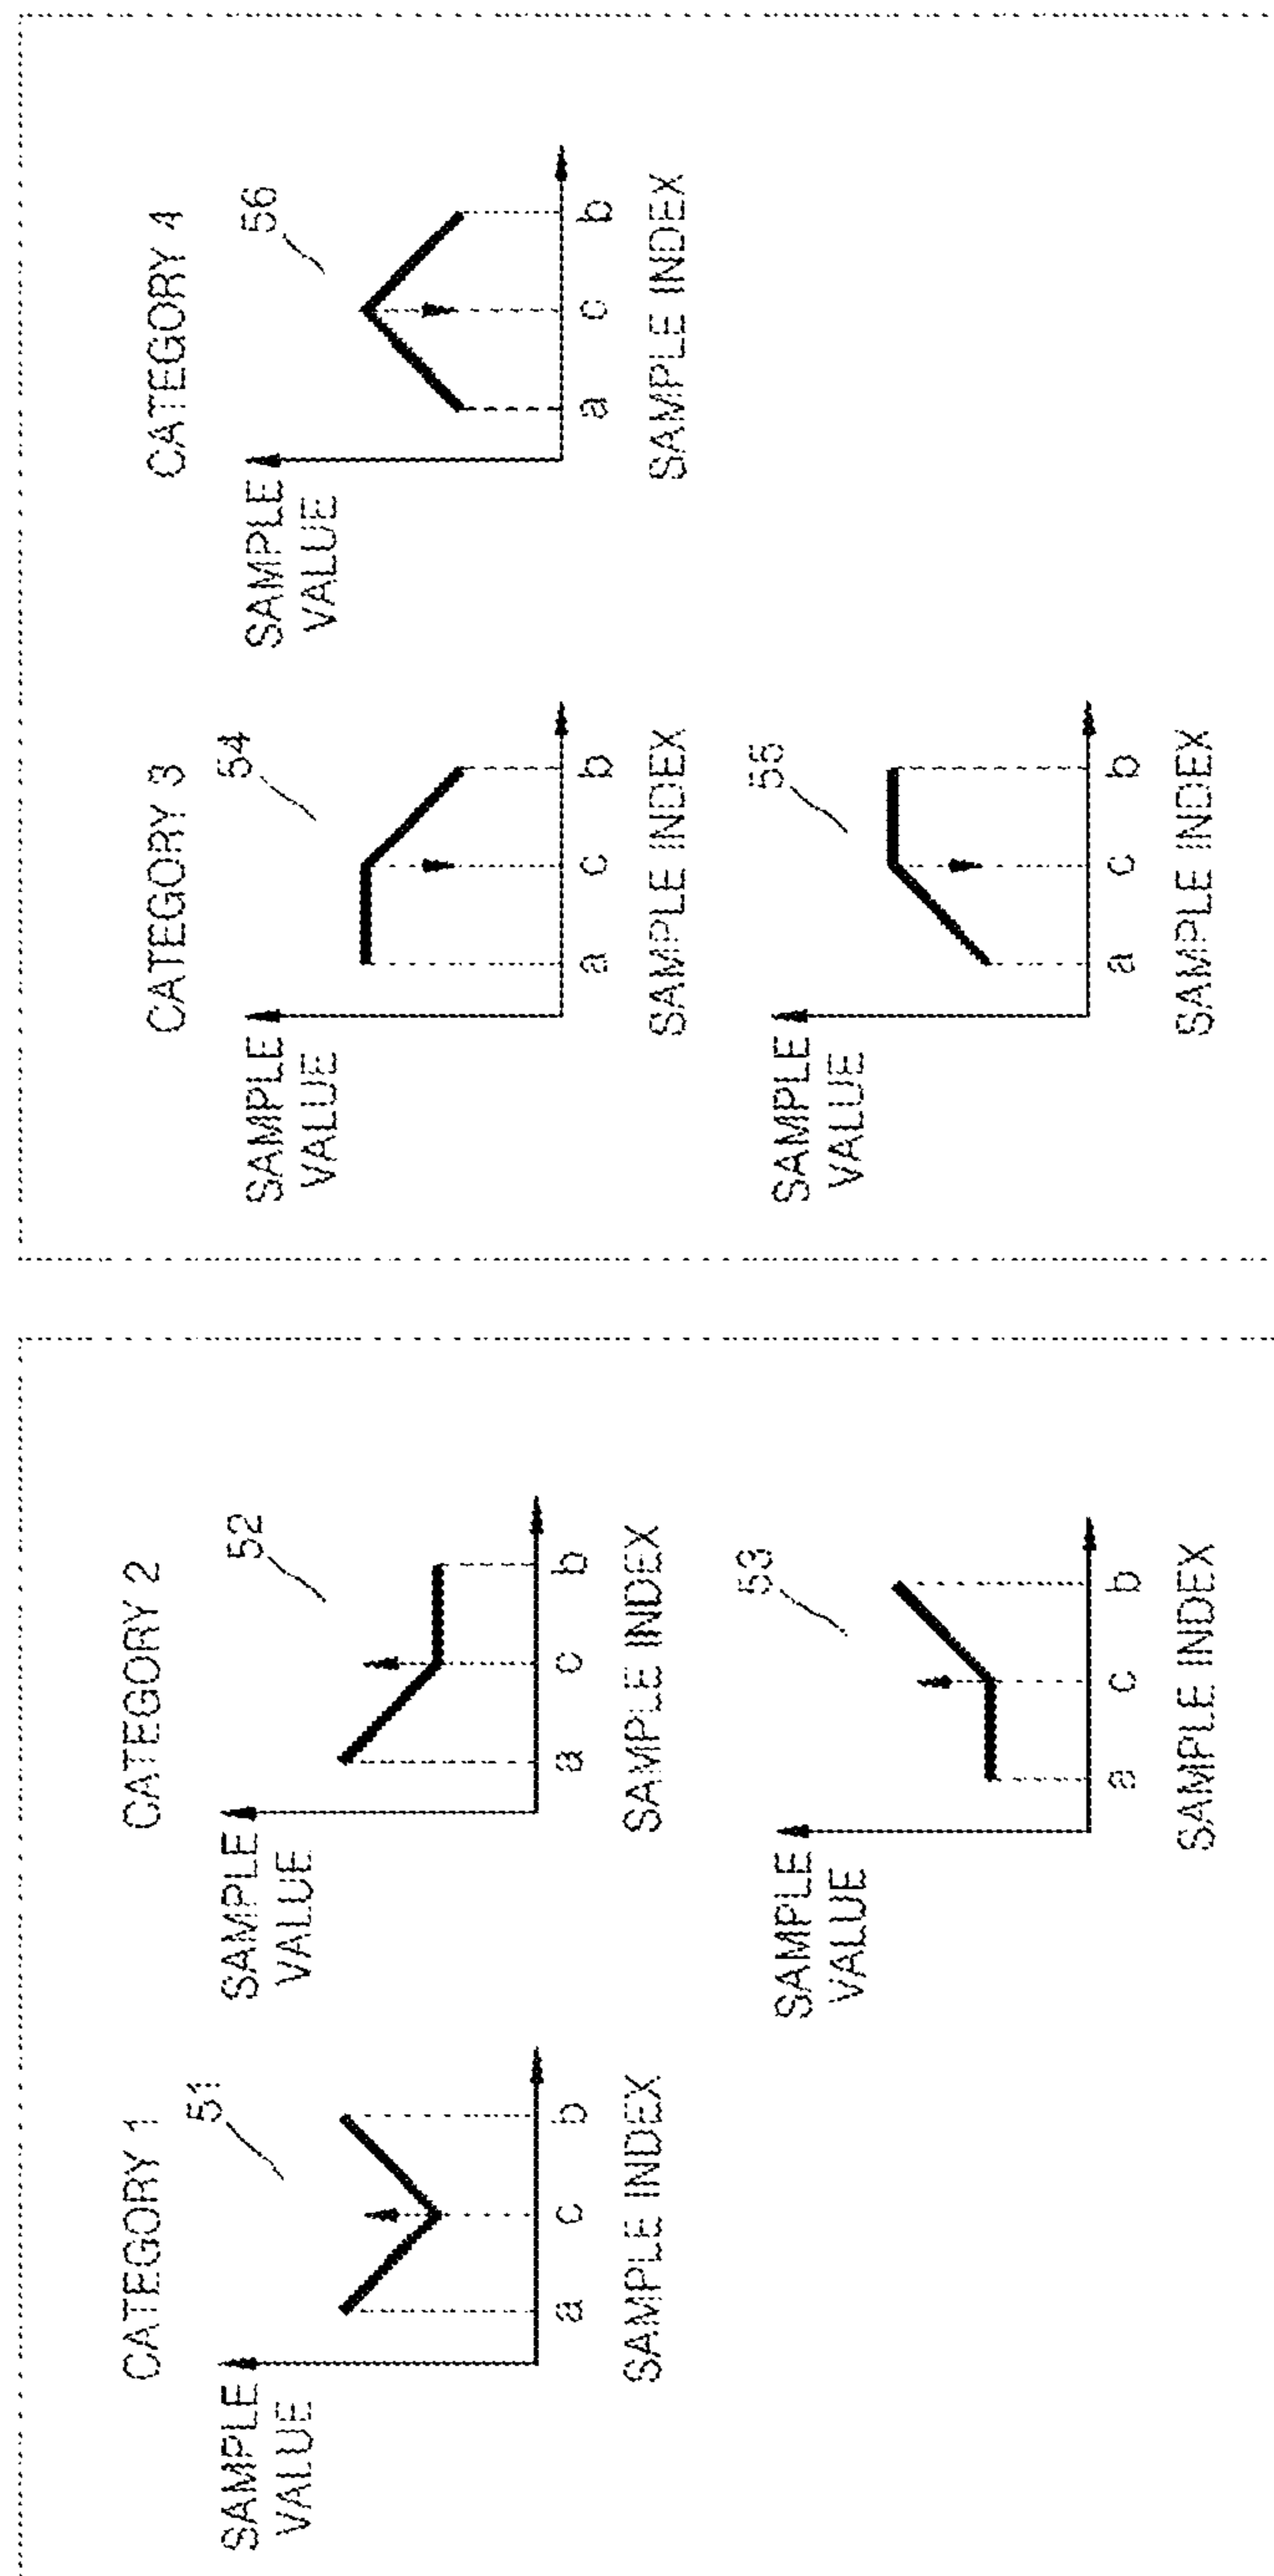 CATEGORY 1
51
SAMPLE
VALUE
a c b
SAMPLE INDEX
CATEGORY 2
52
SAMPLE
VALUE
a c b
SAMPLE INDEX
53
SAMPLE
VALUE
a c b
SAMPLE INDEX
CATEGORY 3
54
SAMPLE
VALUE
a c b
SAMPLE INDEX
55
SAMPLE
VALUE
a c b
SAMPLE INDEX
CATEGORY 4
56
SAMPLE
VALUE
a c b
SAMPLE INDEX